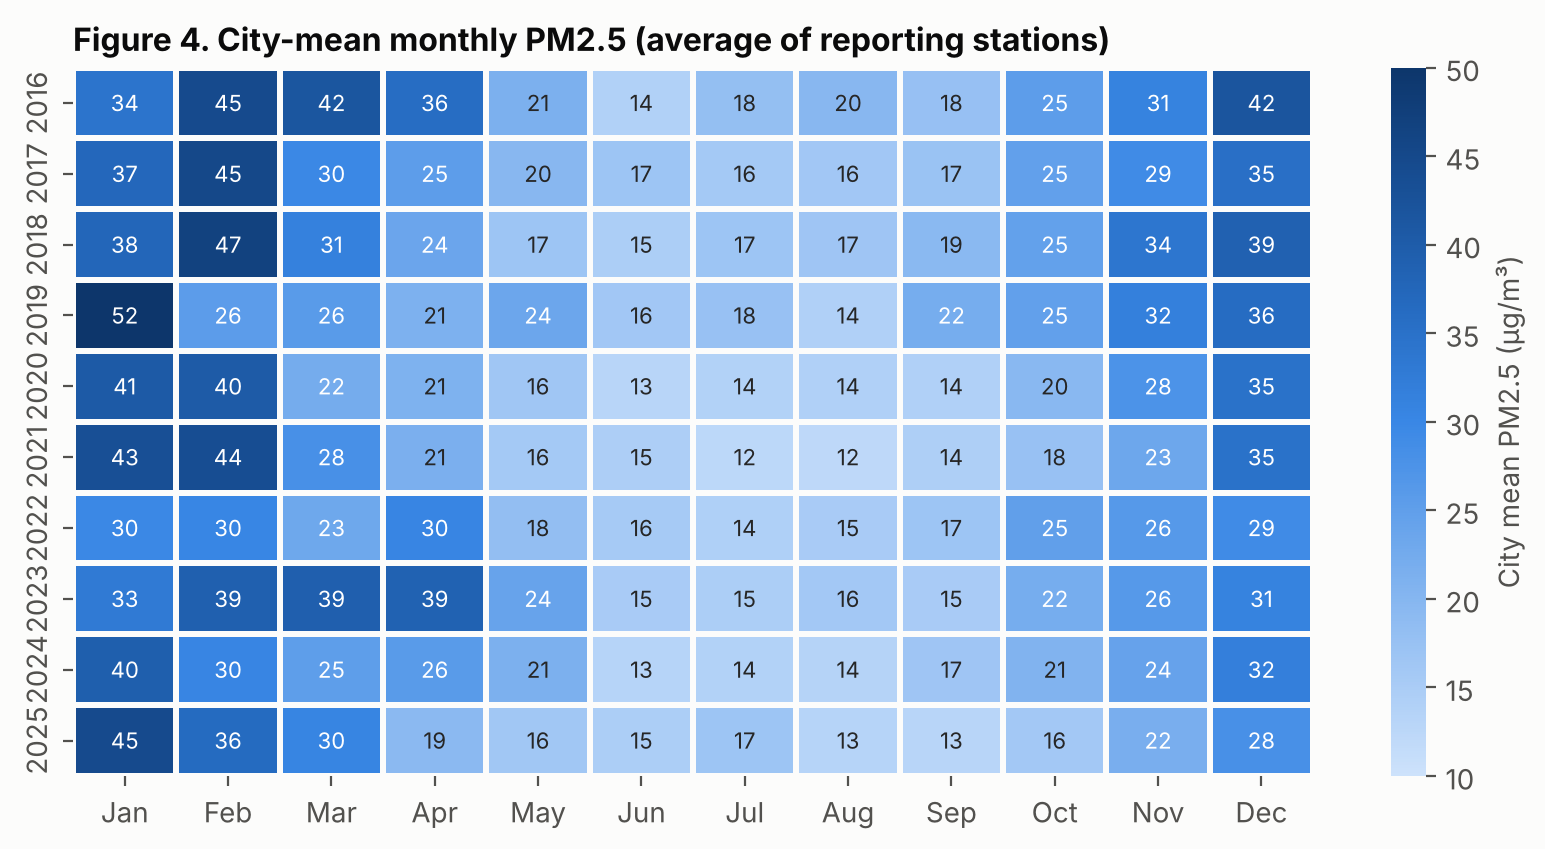 Figure 4. City-mean monthly PM2.5 (average of reporting stations)
2016 34 45 42 36 21 14 18 20 18 25 31 42
2017 37 45 30 25 20 17 16 16 17 25 29 35
2018 38 47 31 24 17 15 17 17 19 25 34 39
2019 52 26 26 21 24 16 18 14 22 25 32 36
2020 41 40 22 21 16 13 14 14 14 20 28 35
2021 43 44 28 21 16 15 12 12 14 18 23 35
2022 30 30 23 30 18 16 14 15 17 25 26 29
2023 33 39 39 39 24 15 15 16 15 22 26 31
2024 40 30 25 26 21 13 14 14 17 21 24 32
2025 45 36 30 19 16 15 17 13 13 16 22 28
Jan Feb Mar Apr May Jun Jul Aug Sep Oct Nov Dec
50
45
40
35
30
25
20
15
10
City mean PM2.5 (µg/m³)